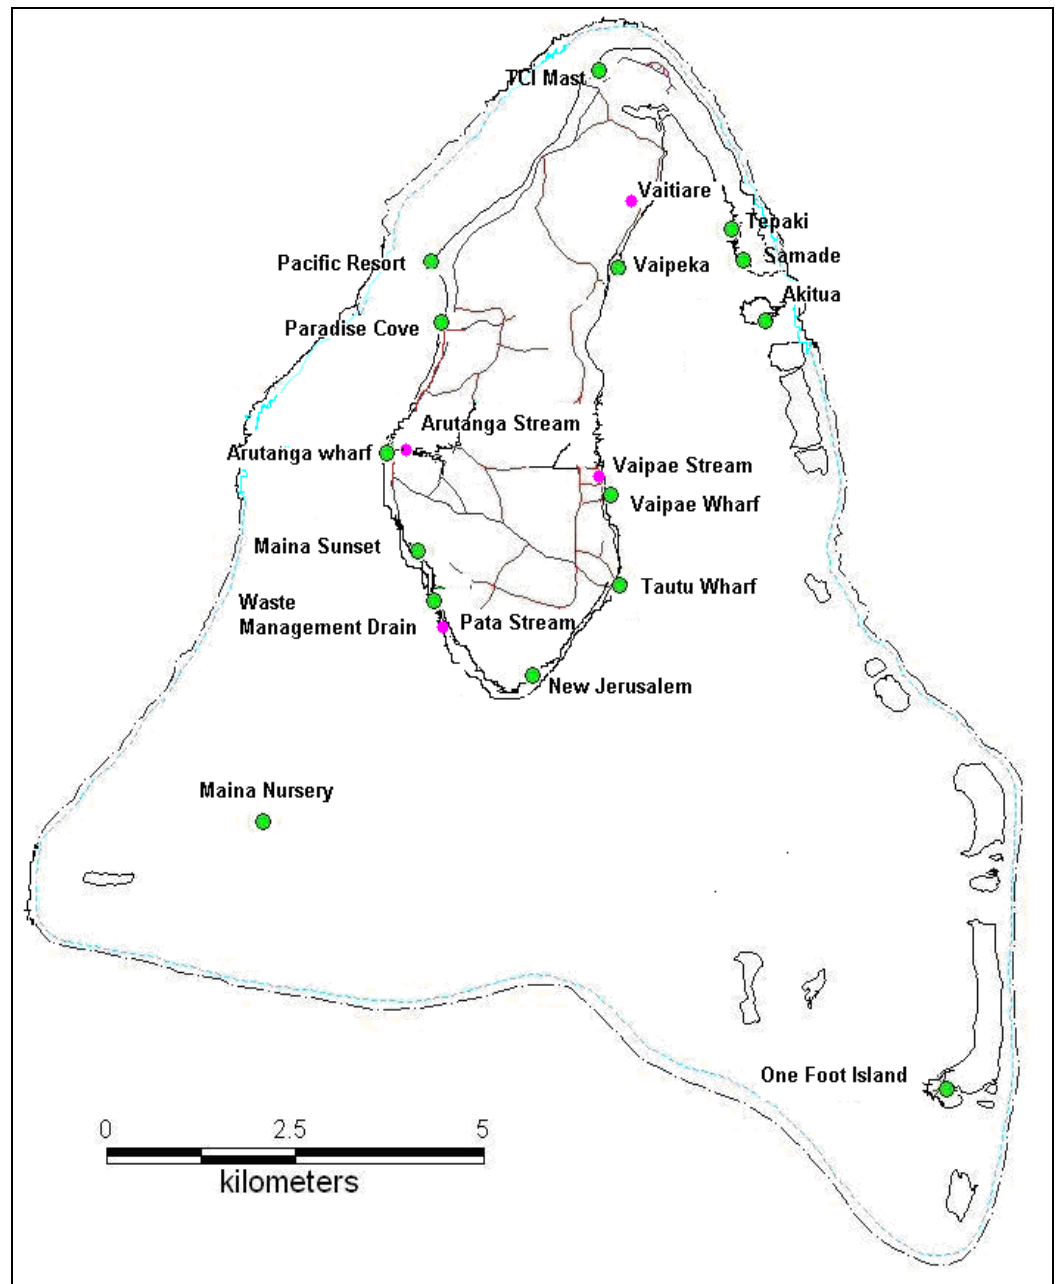 TCI Mast
Vaitiare
Tepaki
Samade
Pacific Resort
Vaipeka
Akitua
Paradise Cove
Arutanga Stream
Arutanga wharf
Vaipae Stream
Vaipae Wharf
Maina Sunset
Tautu Wharf
Waste
Management Drain
Pata Stream
New Jerusalem
Maina Nursery
One Foot Island
0 2.5 5
kilometers